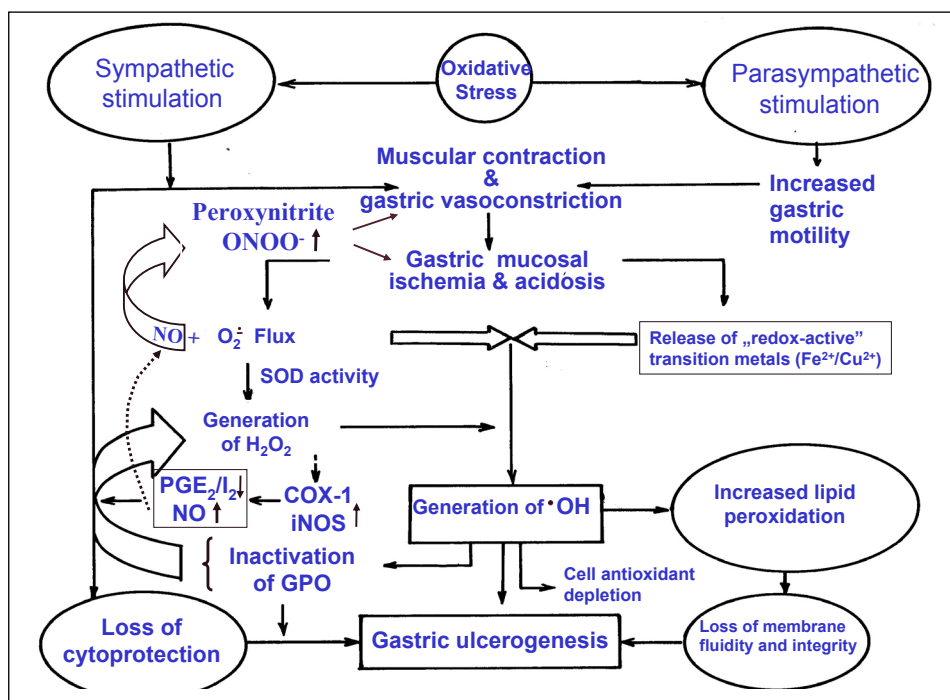 Sympathetic
stimulation
Oxidative
Stress
Parasympathetic
stimulation
Muscular contraction
&
gastric vasoconstriction
Increased
gastric
motility
Peroxynitrite
ONOO⁻
Gastric mucosal
ischemia & acidosis
NO + O₂∸ Flux
Release of „redox-active”
transition metals (Fe²⁺/Cu²⁺)
SOD activity
Generation
of H₂O₂
PGE₂/I₂
NO
COX-1
iNOS
Generation of •OH
Increased lipid
peroxidation
Inactivation
of GPO
Cell antioxidant
depletion
Loss of
cytoprotection
Gastric ulcerogenesis
Loss of membrane
fluidity and integrity